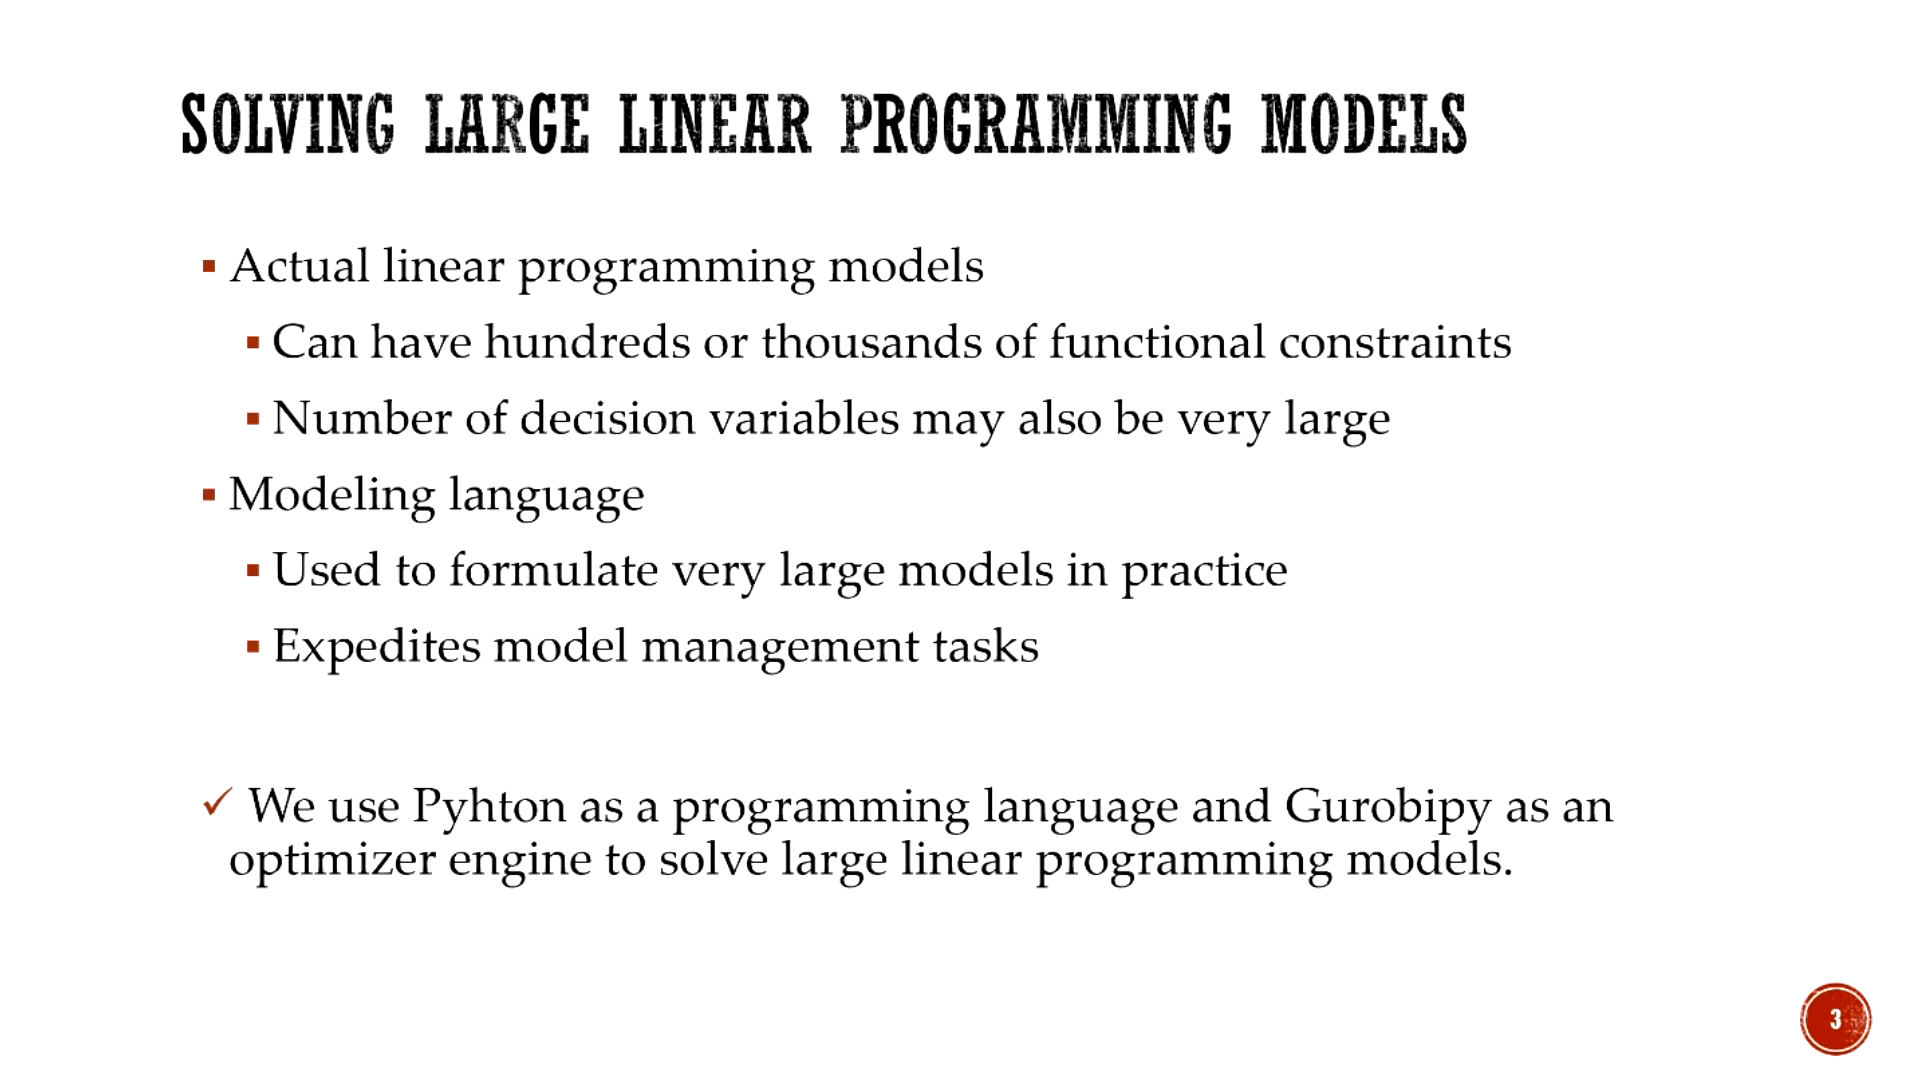 SOLVING LARGE LINEAR PROGRAMMING MODELS
▪ Actual linear programming models
▪ Can have hundreds or thousands of functional constraints
▪ Number of decision variables may also be very large
▪ Modeling language
▪ Used to formulate very large models in practice
▪ Expedites model management tasks
✓ We use Pyhton as a programming language and Gurobipy as an
optimizer engine to solve large linear programming models.
3